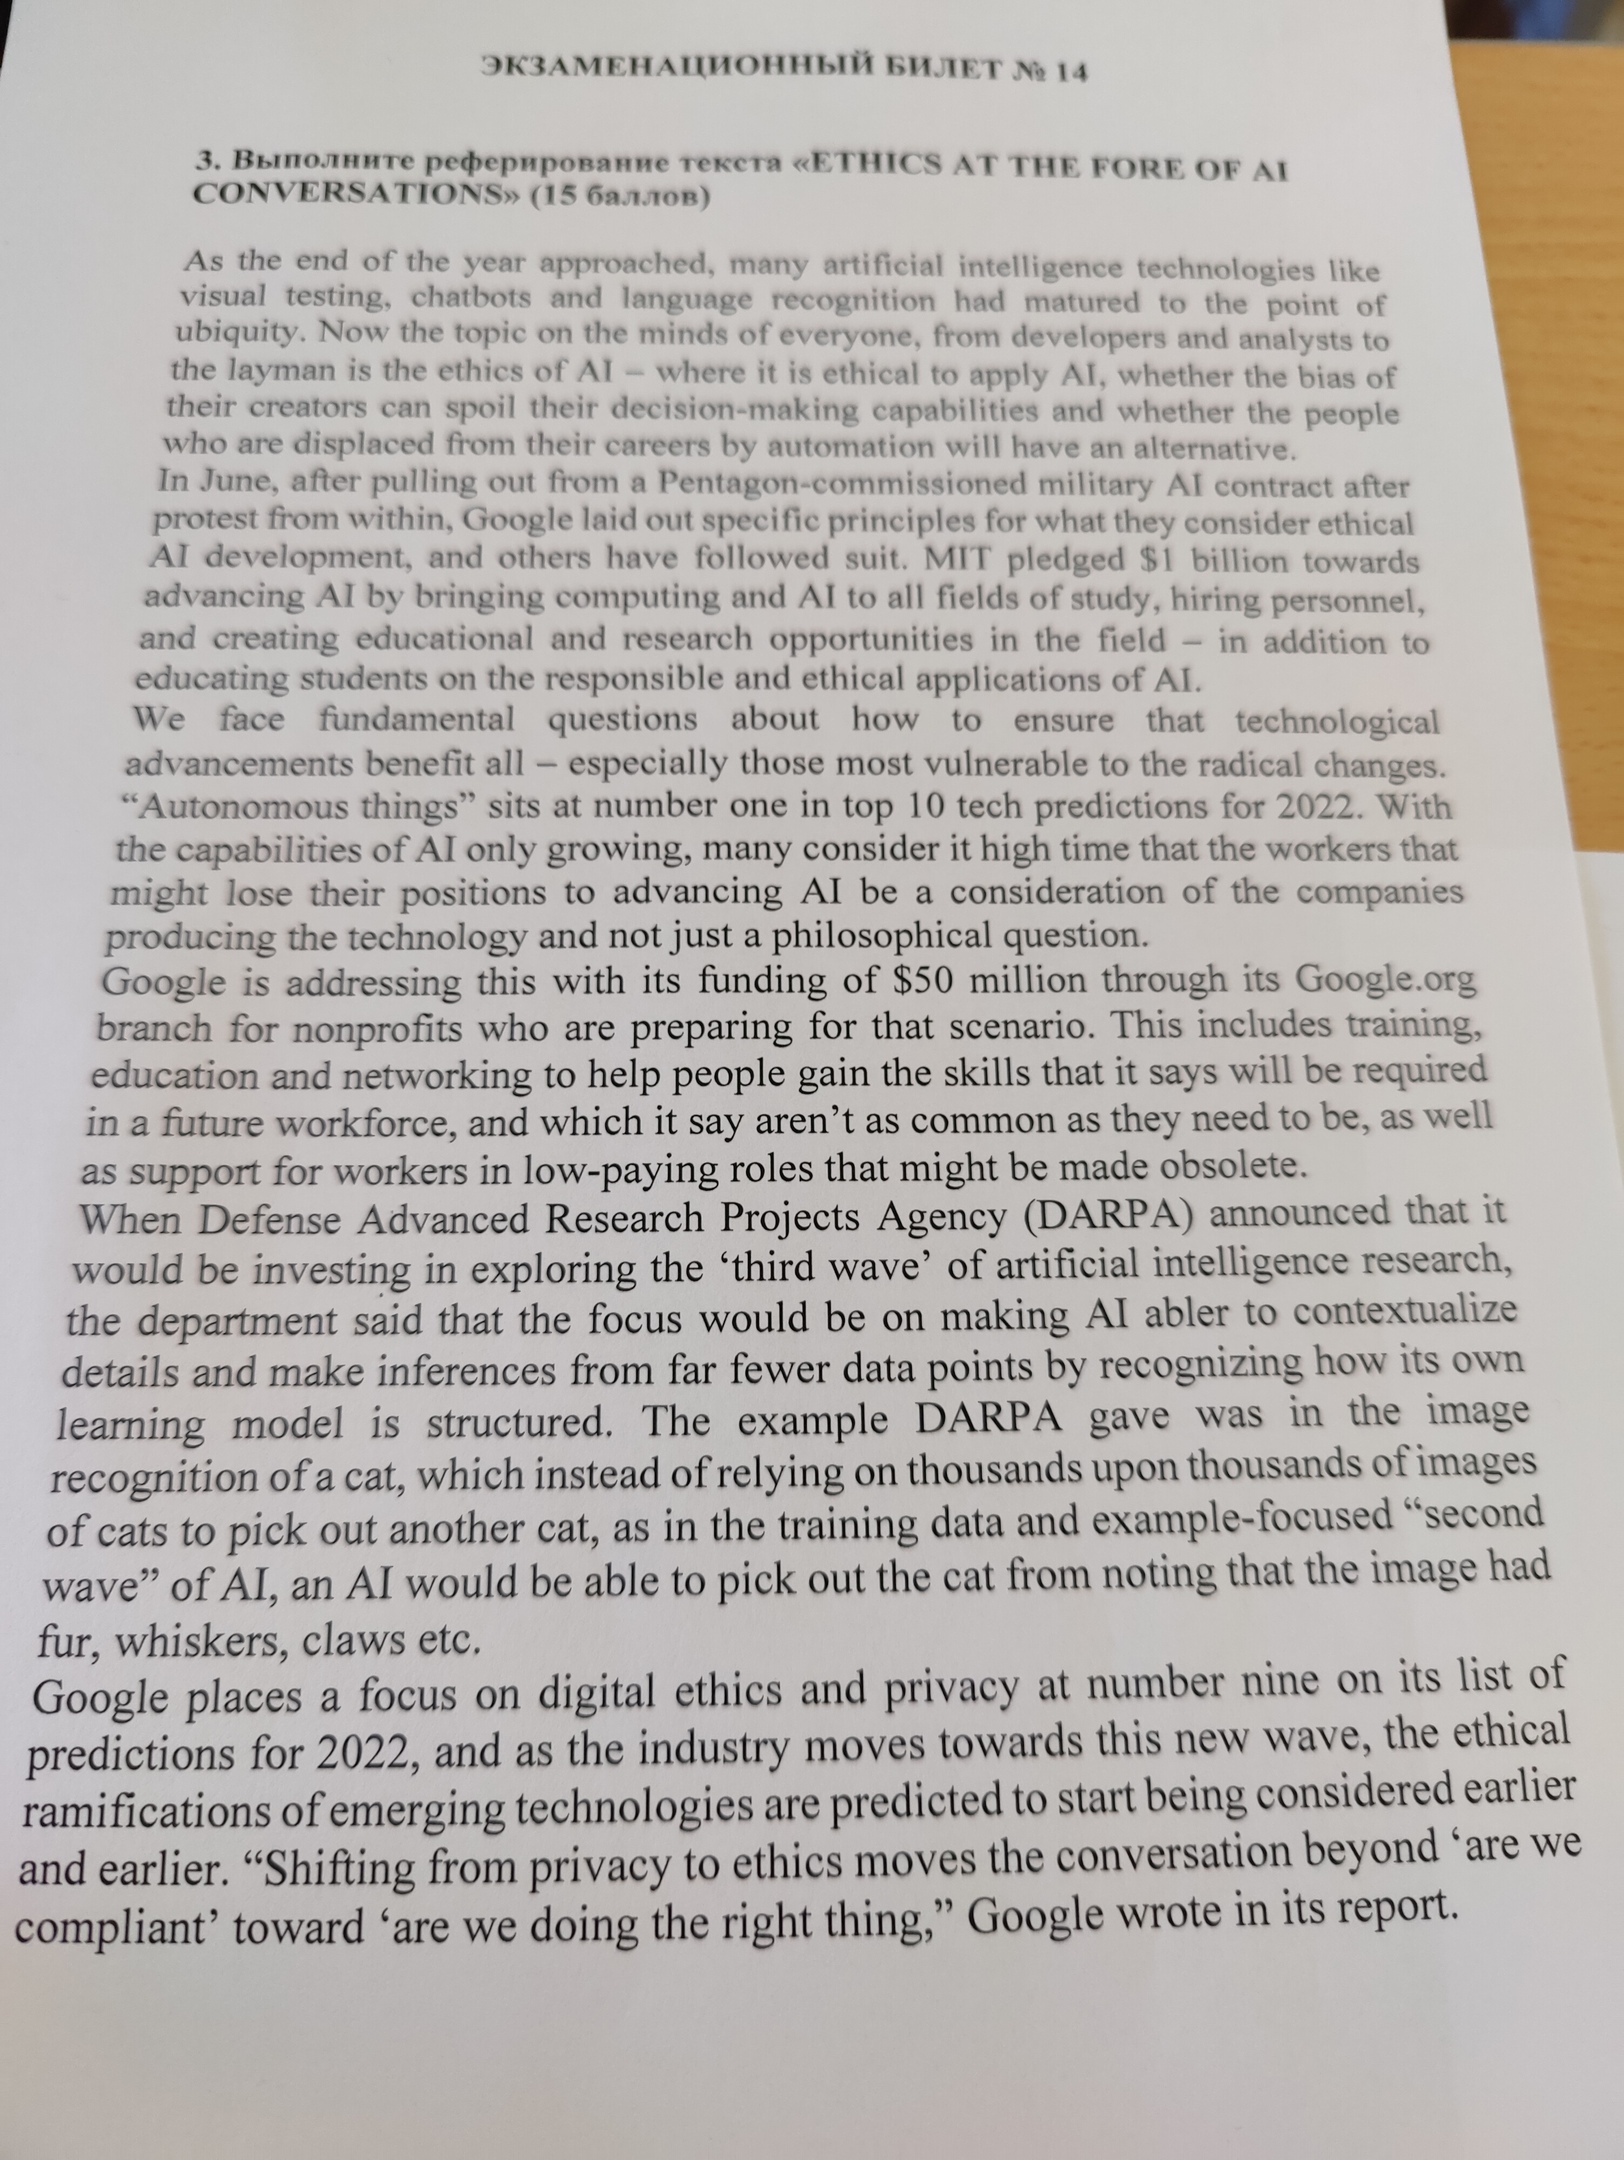 ЭКЗАМЕНАЦИОННЫЙ БИЛЕТ № 14
3. Выполните реферирование текста «ETHICS AT THE FORE OF AI
CONVERSATIONS» (15 баллов)
As the end of the year approached, many artificial intelligence technologies like
visual testing, chatbots and language recognition had matured to the point of
ubiquity. Now the topic on the minds of everyone, from developers and analysts to
the layman is the ethics of AI – where it is ethical to apply AI, whether the bias of
their creators can spoil their decision-making capabilities and whether the people
who are displaced from their careers by automation will have an alternative.
In June, after pulling out from a Pentagon-commissioned military AI contract after
protest from within, Google laid out specific principles for what they consider ethical
AI development, and others have followed suit. MIT pledged $1 billion towards
advancing AI by bringing computing and AI to all fields of study, hiring personnel,
and creating educational and research opportunities in the field – in addition to
educating students on the responsible and ethical applications of AI.
We face fundamental questions about how to ensure that technological
advancements benefit all – especially those most vulnerable to the radical changes.
“Autonomous things” sits at number one in top 10 tech predictions for 2022. With
the capabilities of AI only growing, many consider it high time that the workers that
might lose their positions to advancing AI be a consideration of the companies
producing the technology and not just a philosophical question.
Google is addressing this with its funding of $50 million through its Google.org
branch for nonprofits who are preparing for that scenario. This includes training,
education and networking to help people gain the skills that it says will be required
in a future workforce, and which it say aren’t as common as they need to be, as well
as support for workers in low-paying roles that might be made obsolete.
When Defense Advanced Research Projects Agency (DARPA) announced that it
would be investing in exploring the ‘third wave’ of artificial intelligence research,
the department said that the focus would be on making AI abler to contextualize
details and make inferences from far fewer data points by recognizing how its own
learning model is structured. The example DARPA gave was in the image
recognition of a cat, which instead of relying on thousands upon thousands of images
of cats to pick out another cat, as in the training data and example-focused “second
wave” of AI, an AI would be able to pick out the cat from noting that the image had
fur, whiskers, claws etc.
Google places a focus on digital ethics and privacy at number nine on its list of
predictions for 2022, and as the industry moves towards this new wave, the ethical
ramifications of emerging technologies are predicted to start being considered earlier
and earlier. “Shifting from privacy to ethics moves the conversation beyond ‘are we
compliant’ toward ‘are we doing the right thing,” Google wrote in its report.